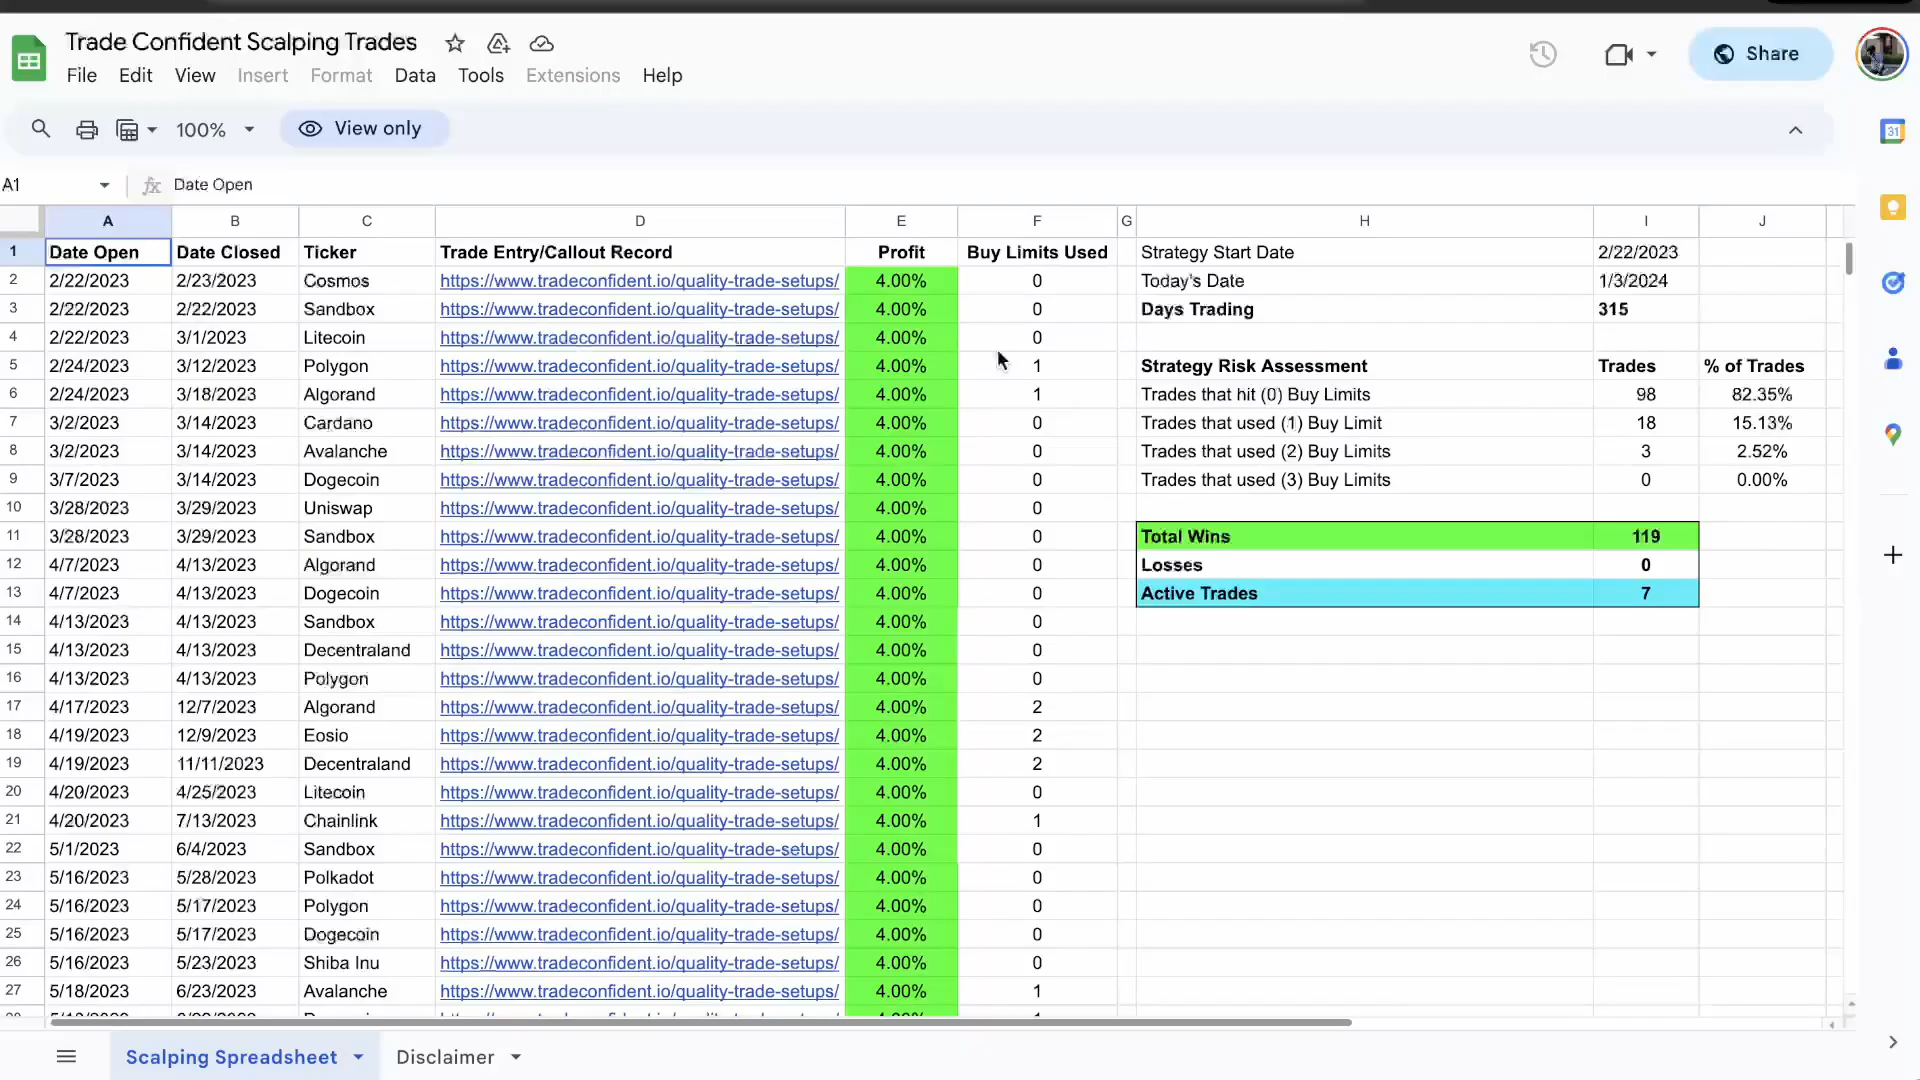 Trade Confident Scalping Trades
File Edit View Insert Format Data Tools Extensions Help
Share
100% View only
A1 Date Open
A B C D E F G H I J
1 Date Open Date Closed Ticker Trade Entry/Callout Record Profit Buy Limits Used Strategy Start Date 2/22/2023
2 2/22/2023 2/23/2023 Cosmos https://www.tradeconfident.io/quality-trade-setups/ 4.00% 0 Today's Date 1/3/2024
3 2/22/2023 2/22/2023 Sandbox https://www.tradeconfident.io/quality-trade-setups/ 4.00% 0 Days Trading 315
4 2/22/2023 3/1/2023 Litecoin https://www.tradeconfident.io/quality-trade-setups/ 4.00% 0
5 2/24/2023 3/12/2023 Polygon https://www.tradeconfident.io/quality-trade-setups/ 4.00% 1 Strategy Risk Assessment Trades % of Trades
6 2/24/2023 3/18/2023 Algorand https://www.tradeconfident.io/quality-trade-setups/ 4.00% 1 Trades that hit (0) Buy Limits 98 82.35%
7 3/2/2023 3/14/2023 Cardano https://www.tradeconfident.io/quality-trade-setups/ 4.00% 0 Trades that used (1) Buy Limit 18 15.13%
8 3/2/2023 3/14/2023 Avalanche https://www.tradeconfident.io/quality-trade-setups/ 4.00% 0 Trades that used (2) Buy Limits 3 2.52%
9 3/7/2023 3/14/2023 Dogecoin https://www.tradeconfident.io/quality-trade-setups/ 4.00% 0 Trades that used (3) Buy Limits 0 0.00%
10 3/28/2023 3/29/2023 Uniswap https://www.tradeconfident.io/quality-trade-setups/ 4.00% 0
11 3/28/2023 3/29/2023 Sandbox https://www.tradeconfident.io/quality-trade-setups/ 4.00% 0 Total Wins 119
12 4/7/2023 4/13/2023 Algorand https://www.tradeconfident.io/quality-trade-setups/ 4.00% 0 Losses 0
13 4/7/2023 4/13/2023 Dogecoin https://www.tradeconfident.io/quality-trade-setups/ 4.00% 0 Active Trades 7
14 4/13/2023 4/13/2023 Sandbox https://www.tradeconfident.io/quality-trade-setups/ 4.00% 0
15 4/13/2023 4/13/2023 Decentraland https://www.tradeconfident.io/quality-trade-setups/ 4.00% 0
16 4/13/2023 4/13/2023 Polygon https://www.tradeconfident.io/quality-trade-setups/ 4.00% 0
17 4/17/2023 12/7/2023 Algorand https://www.tradeconfident.io/quality-trade-setups/ 4.00% 2
18 4/19/2023 12/9/2023 Eosio https://www.tradeconfident.io/quality-trade-setups/ 4.00% 2
19 4/19/2023 11/11/2023 Decentraland https://www.tradeconfident.io/quality-trade-setups/ 4.00% 2
20 4/20/2023 4/25/2023 Litecoin https://www.tradeconfident.io/quality-trade-setups/ 4.00% 0
21 4/20/2023 7/13/2023 Chainlink https://www.tradeconfident.io/quality-trade-setups/ 4.00% 1
22 5/1/2023 6/4/2023 Sandbox https://www.tradeconfident.io/quality-trade-setups/ 4.00% 0
23 5/16/2023 5/28/2023 Polkadot https://www.tradeconfident.io/quality-trade-setups/ 4.00% 0
24 5/16/2023 5/17/2023 Polygon https://www.tradeconfident.io/quality-trade-setups/ 4.00% 0
25 5/16/2023 5/17/2023 Dogecoin https://www.tradeconfident.io/quality-trade-setups/ 4.00% 0
26 5/16/2023 5/23/2023 Shiba Inu https://www.tradeconfident.io/quality-trade-setups/ 4.00% 0
27 5/18/2023 6/23/2023 Avalanche https://www.tradeconfident.io/quality-trade-setups/ 4.00% 1
Scalping Spreadsheet Disclaimer
31